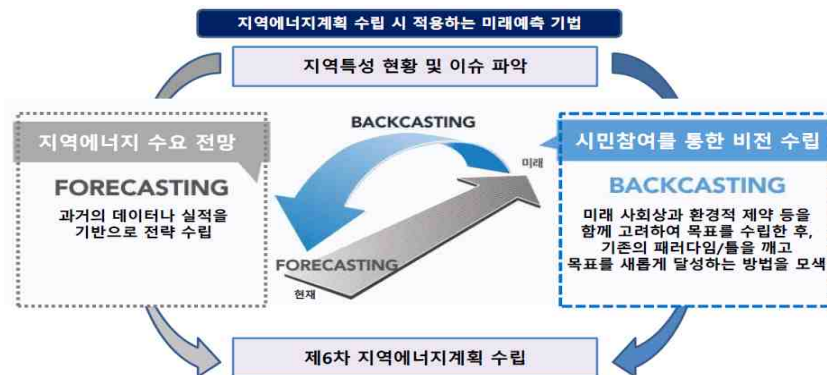 지역에너지계획 수립 시 적용하는 미래예측 기법
지역특성 현황 및 이슈 파악
지역에너지 수요 전망
FORECASTING
과거의 데이터나 실적을
기반으로 전략 수립
BACKCASTING
미래
FORECASTING
현재
시민참여를 통한 비전 수립
BACKCASTING
미래 사회상과 환경적 제약 등을
함께 고려하여 목표를 수립한 후,
기존의 패러다임/틀을 깨고
목표를 새롭게 달성하는 방법을 모색
제6차 지역에너지계획 수립